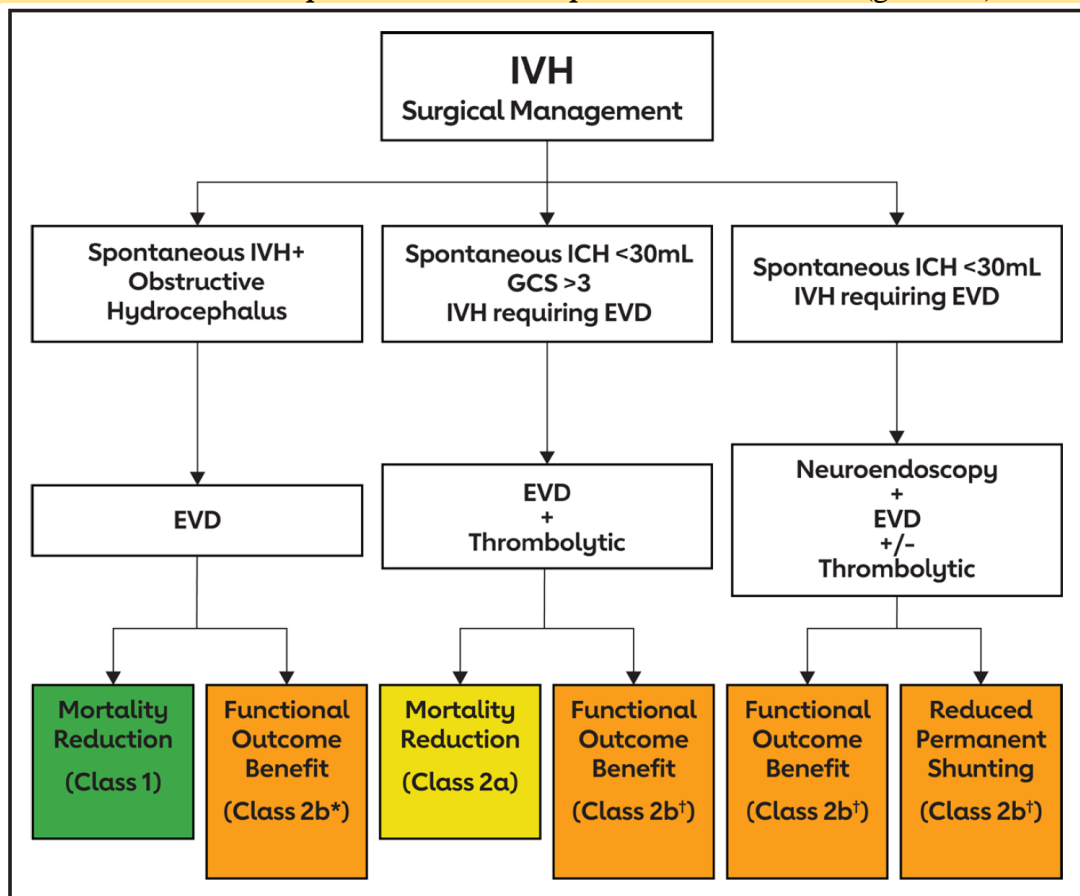 IVH
Surgical Management
Spontaneous IVH+
Obstructive
Hydrocephalus
Spontaneous ICH <30mL
GCS >3
IVH requiring EVD
Spontaneous ICH <30mL
IVH requiring EVD
EVD
EVD
+
Thrombolytic
Neuroendoscopy
+
EVD
+/-
Thrombolytic
Mortality
Reduction
(Class 1)
Functional
Outcome
Benefit
(Class 2b*)
Mortality
Reduction
(Class 2a)
Functional
Outcome
Benefit
(Class 2b†)
Functional
Outcome
Benefit
(Class 2b†)
Reduced
Permanent
Shunting
(Class 2b†)